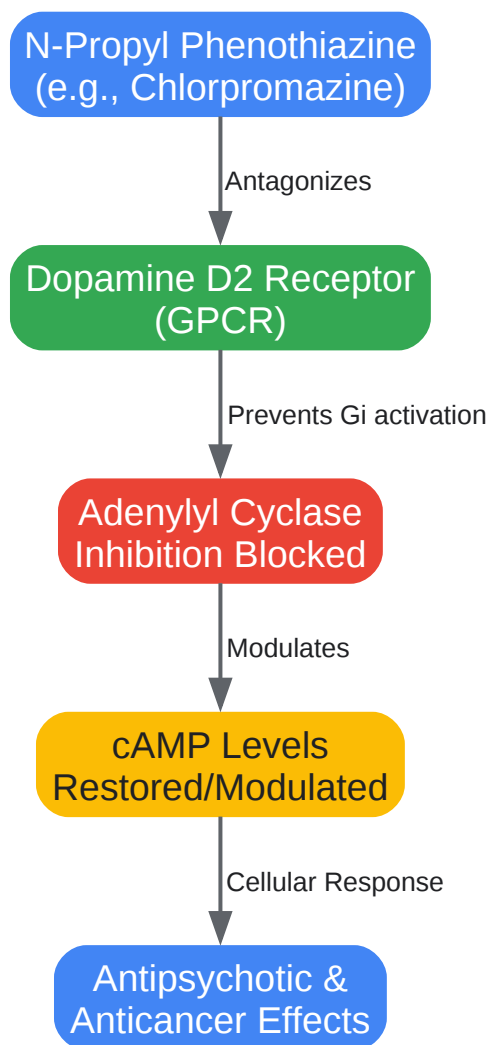 N-Propyl Phenothiazine
(e.g., Chlorpromazine)
Antagonizes
Dopamine D2 Receptor
(GPCR)
Prevents Gi activation
Adenylyl Cyclase
Inhibition Blocked
Modulates
cAMP Levels
Restored/Modulated
Cellular Response
Antipsychotic &
Anticancer Effects